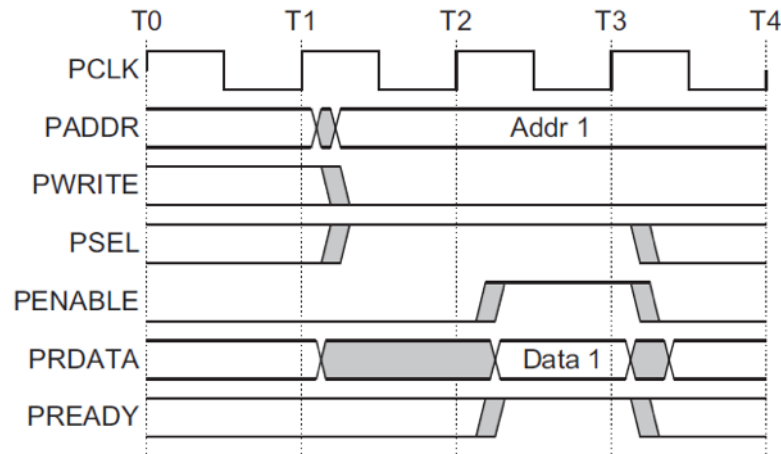 T0 T1 T2 T3 T4
PCLK
PADDR Addr 1
PWRITE
PSEL
PENABLE
PRDATA Data 1
PREADY